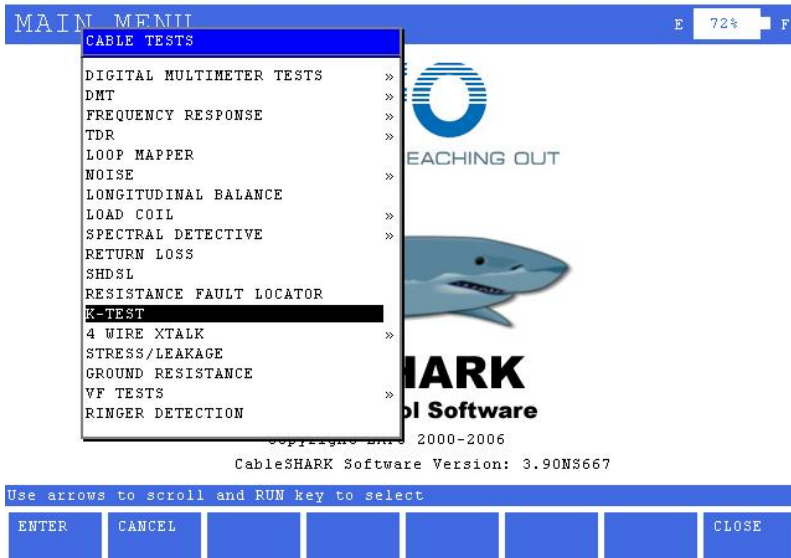 MAIN MENU
E 72% F
CABLE TESTS
DIGITAL MULTIMETER TESTS »
DMT »
FREQUENCY RESPONSE »
TDR »
LOOP MAPPER
NOISE »
LONGITUDINAL BALANCE
LOAD COIL »
SPECTRAL DETECTIVE »
RETURN LOSS
SHDSL
RESISTANCE FAULT LOCATOR
K-TEST
4 WIRE XTALK »
STRESS/LEAKAGE
GROUND RESISTANCE
VF TESTS »
RINGER DETECTION
EACHING OUT
HARK
ol Software
2000-2006
CableSHARK Software Version: 3.90NS667
Use arrows to scroll and RUN key to select
ENTER CANCEL CLOSE